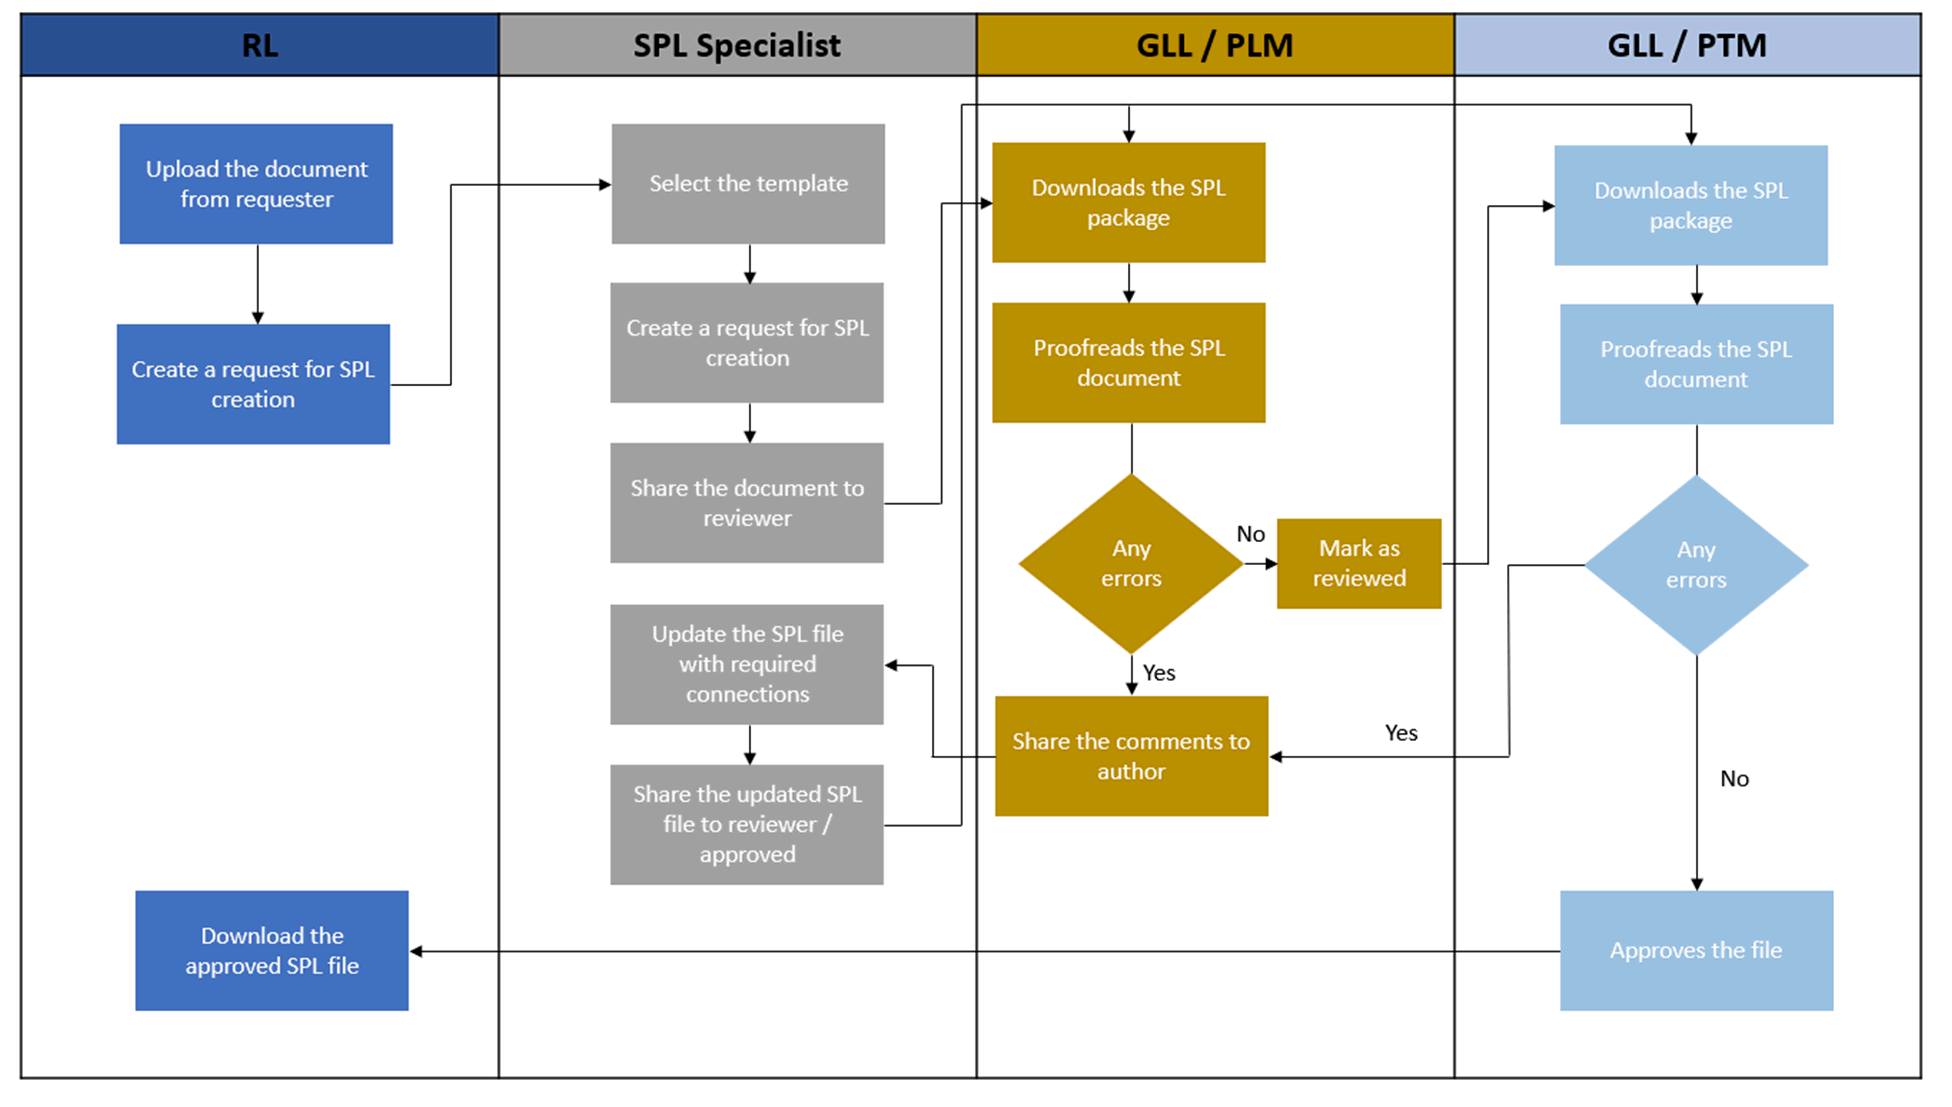 RL
SPL Specialist
GLL / PLM
GLL / PTM
Upload the document
from requester
Create a request for SPL
creation
Download the
approved SPL file
Select the template
Create a request for SPL
creation
Share the document to
reviewer
Update the SPL file
with required
connections
Share the updated SPL
file to reviewer /
approved
Downloads the SPL
package
Proofreads the SPL
document
Any
errors
No
Mark as
reviewed
Yes
Share the comments to
author
Downloads the SPL
package
Proofreads the SPL
document
Any
errors
Yes
No
Approves the file